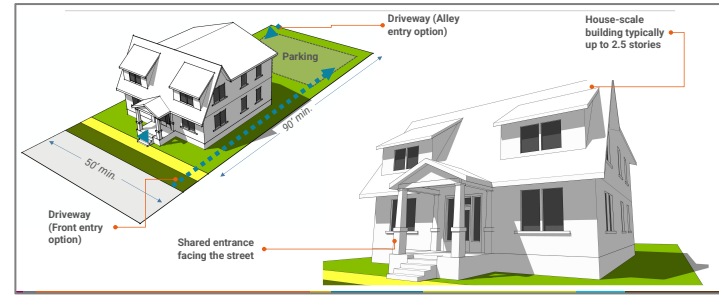 Driveway (Alley
entry option)
House-scale
building typically
up to 2.5 stories
Parking
90' min.
50' min.
Driveway
(Front entry
option)
Shared entrance
facing the street